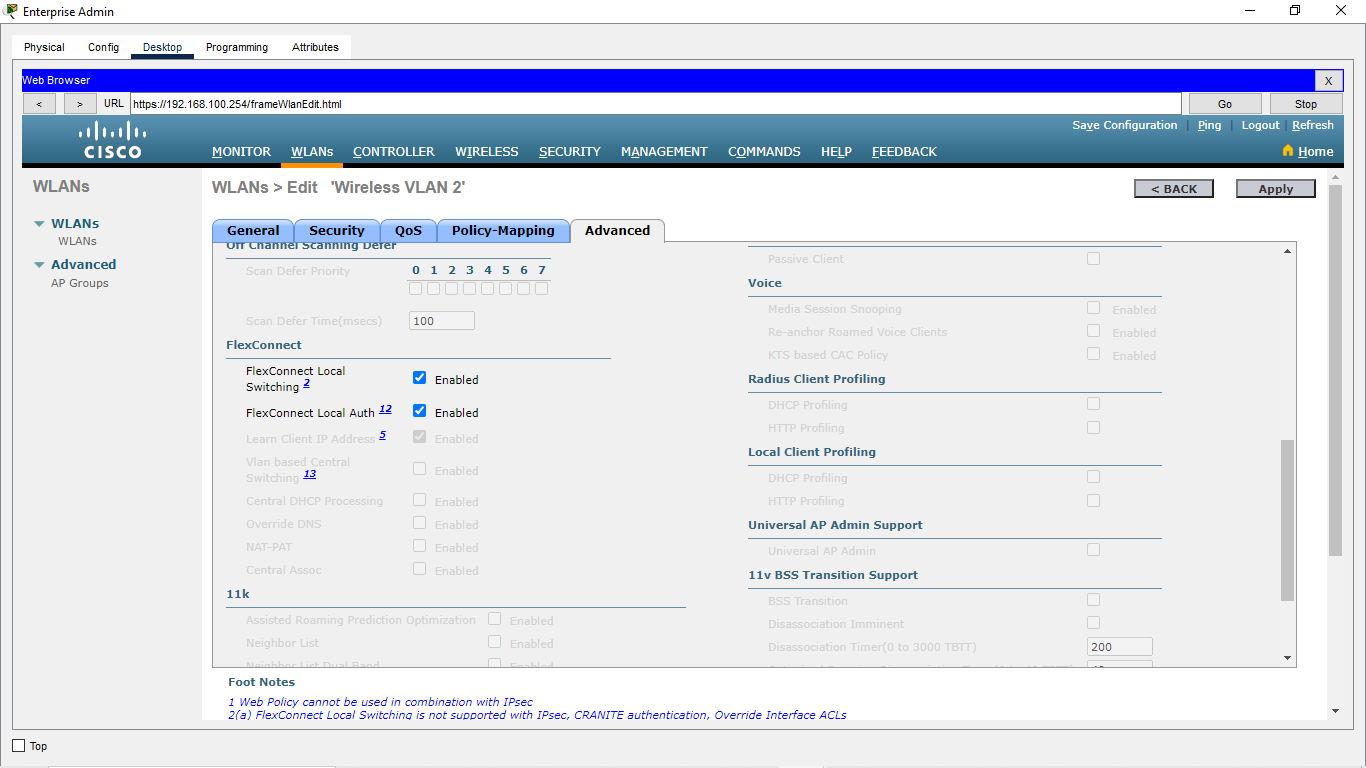 Enterprise Admin
Physical Config Desktop Programming Attributes
Web Browser X
< > URL https://192.168.100.254/frameWlanEdit.html Go Stop
Save Configuration Ping Logout Refresh
CISCO
MONITOR WLANs CONTROLLER WIRELESS SECURITY MANAGEMENT COMMANDS HELP FEEDBACK Home
WLANs
WLANs
WLANs
Advanced
AP Groups
WLANs > Edit 'Wireless VLAN 2'
< BACK Apply
General Security QoS Policy-Mapping Advanced
Off Channel Scanning Defer
Scan Defer Priority 0 1 2 3 4 5 6 7
Scan Defer Time(msecs) 100
FlexConnect
FlexConnect Local
Switching 2 Enabled
FlexConnect Local Auth 12 Enabled
Learn Client IP Address 5 Enabled
Vlan based Central
Switching 13 Enabled
Central DHCP Processing Enabled
Override DNS Enabled
NAT-PAT Enabled
Central Assoc Enabled
11k
Assisted Roaming Prediction Optimization Enabled
Neighbor List Enabled
Neighbor List Dual Band Enabled
Passive Client
Voice
Media Session Snooping Enabled
Re-anchor Roamed Voice Clients Enabled
KTS based CAC Policy Enabled
Radius Client Profiling
DHCP Profiling
HTTP Profiling
Local Client Profiling
DHCP Profiling
HTTP Profiling
Universal AP Admin Support
Universal AP Admin
11v BSS Transition Support
BSS Transition
Disassociation Imminent
Disassociation Timer(0 to 3000 TBTT) 200
Foot Notes
1 Web Policy cannot be used in combination with IPsec
2(a) FlexConnect Local Switching is not supported with IPsec, CRANITE authentication, Override Interface ACLs
Top